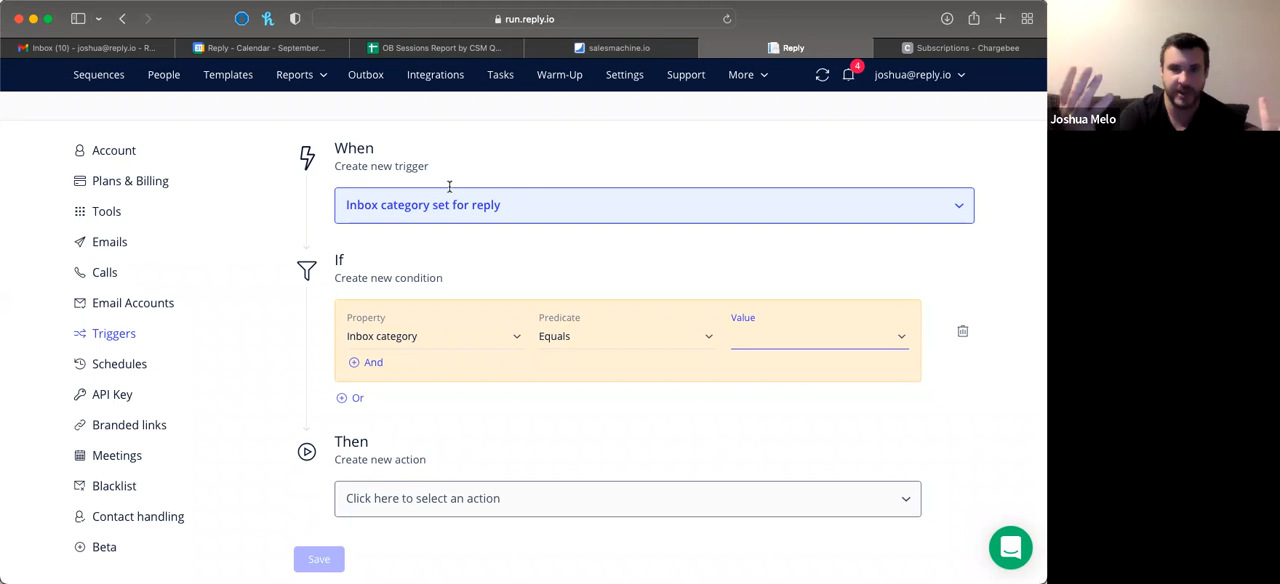 run.reply.io
Inbox (10) - joshua@reply.io - R...
Reply - Calendar - September...
OB Sessions Report by CSM Q...
salesmachine.io
Reply
Subscriptions - Chargebee
Sequences
People
Templates
Reports
Outbox
Integrations
Tasks
Warm-Up
Settings
Support
More
4
joshua@reply.io
Joshua Melo
Account
Plans & Billing
Tools
Emails
Calls
Email Accounts
Triggers
Schedules
API Key
Branded links
Meetings
Blacklist
Contact handling
Beta
When
Create new trigger
Inbox category set for reply
If
Create new condition
Property
Predicate
Value
Inbox category
Equals
And
Or
Then
Create new action
Click here to select an action
Save